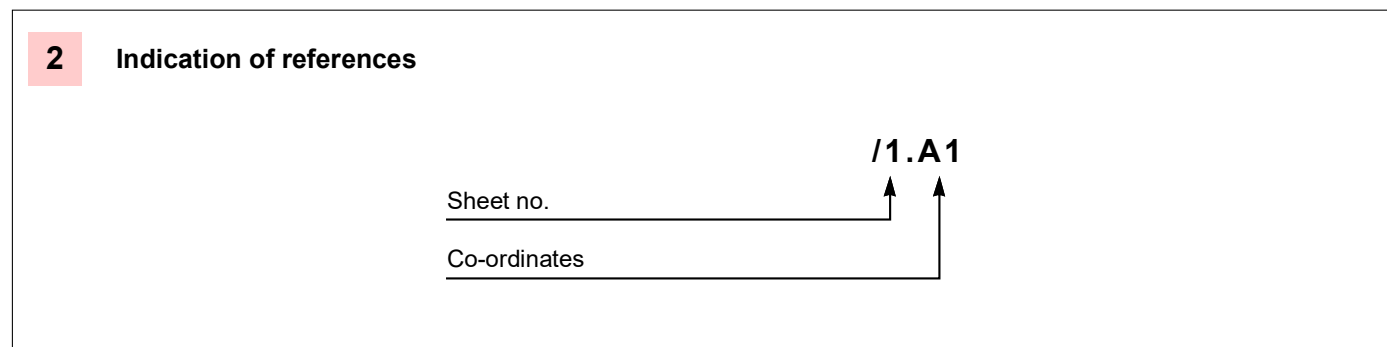 2 Indication of references
/1.A1
Sheet no.
Co-ordinates